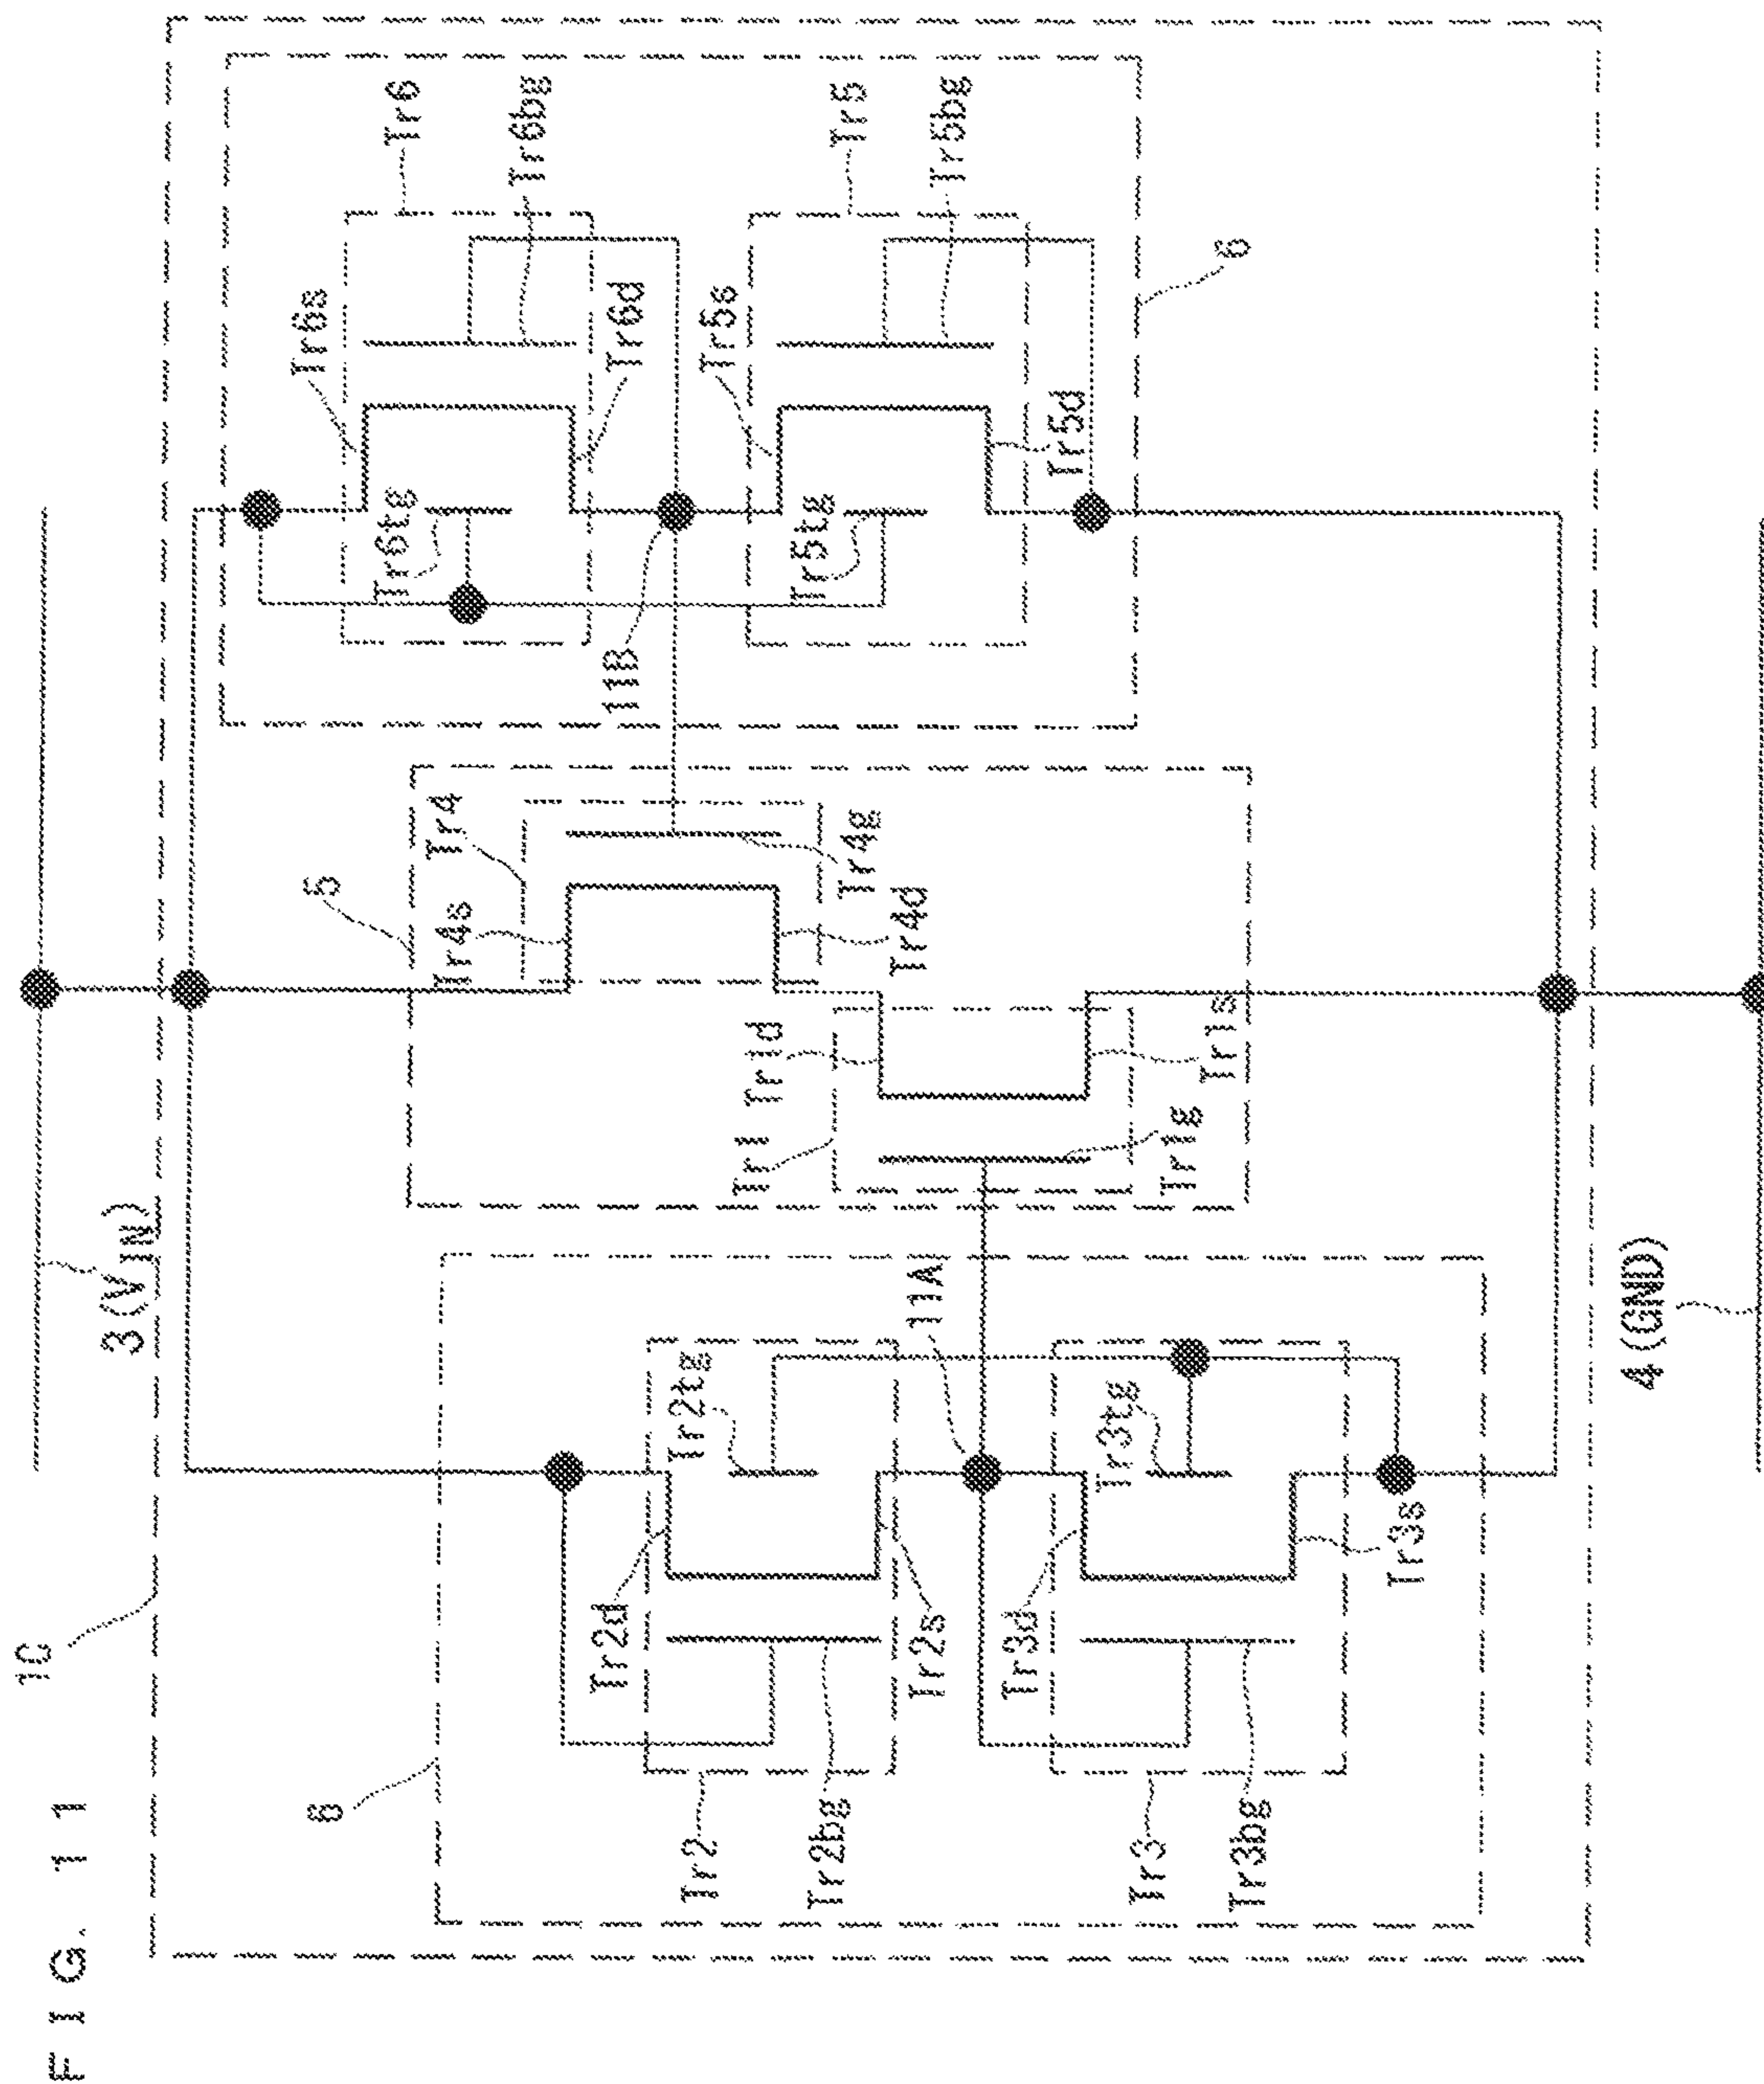 FIG. 11
10
3(VIN)
8
5
Tr6s
Tr6tg
Tr6
Tr4
Tr4s
Tr6bg
Tr2d
11B
Tr6d
Tr2
Tr2tg
Tr5s
Tr1
Tr1d
Tr5tg
Tr5
Tr2bg
Tr4g
Tr4d
Tr2s
11A
Tr5bg
Tr3d
Tr5d
Tr3tg
Tr3
Tr1g
Tr1s
6
Tr3bg
Tr3s
4(GND)